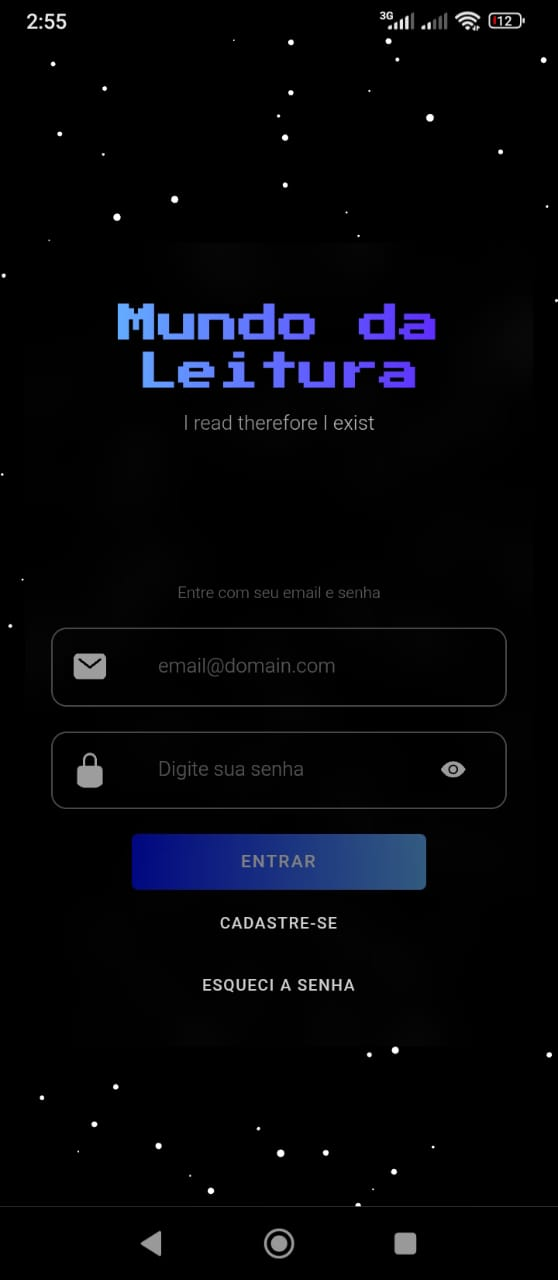 2:55
3G
12
Mundo da
Leitura
I read therefore I exist
Entre com seu email e senha
email@domain.com
Digite sua senha
ENTRAR
CADASTRE-SE
ESQUECI A SENHA